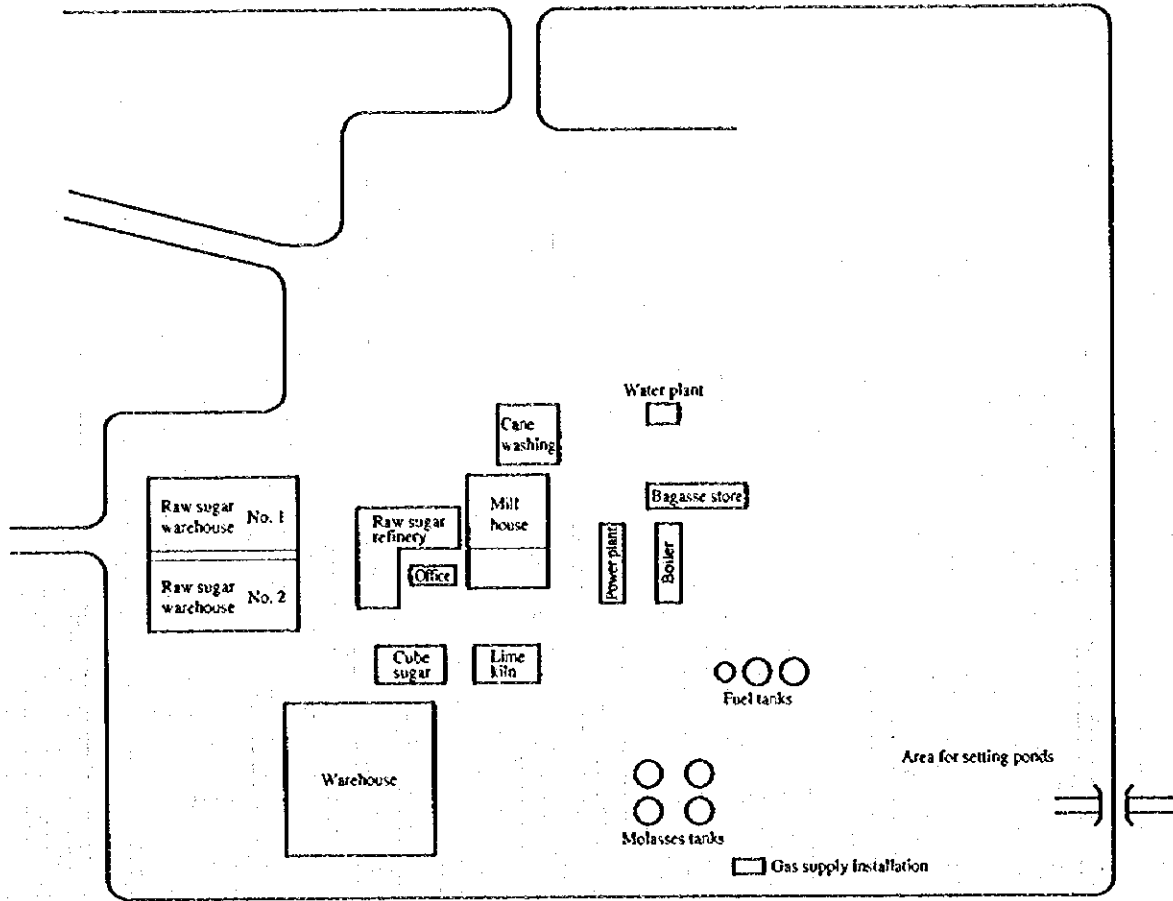 Water plant
Cane
washing
Bagasse store
Raw sugar
warehouse No. 1
Raw sugar
refinery
Mill
house
Power plant
Boiler
Office
Raw sugar
warehouse No. 2
Cube
sugar
Lime
kiln
Fuel tanks
Warehouse
Area for setting ponds
Molasses tanks
Gas supply installation